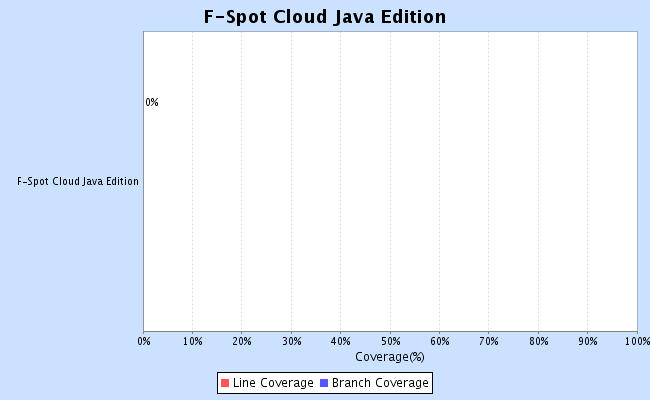 F-Spot Cloud Java Edition
0%
F-Spot Cloud Java Edition
0% 10% 20% 30% 40% 50% 60% 70% 80% 90% 100%
Coverage(%)
Line Coverage Branch Coverage